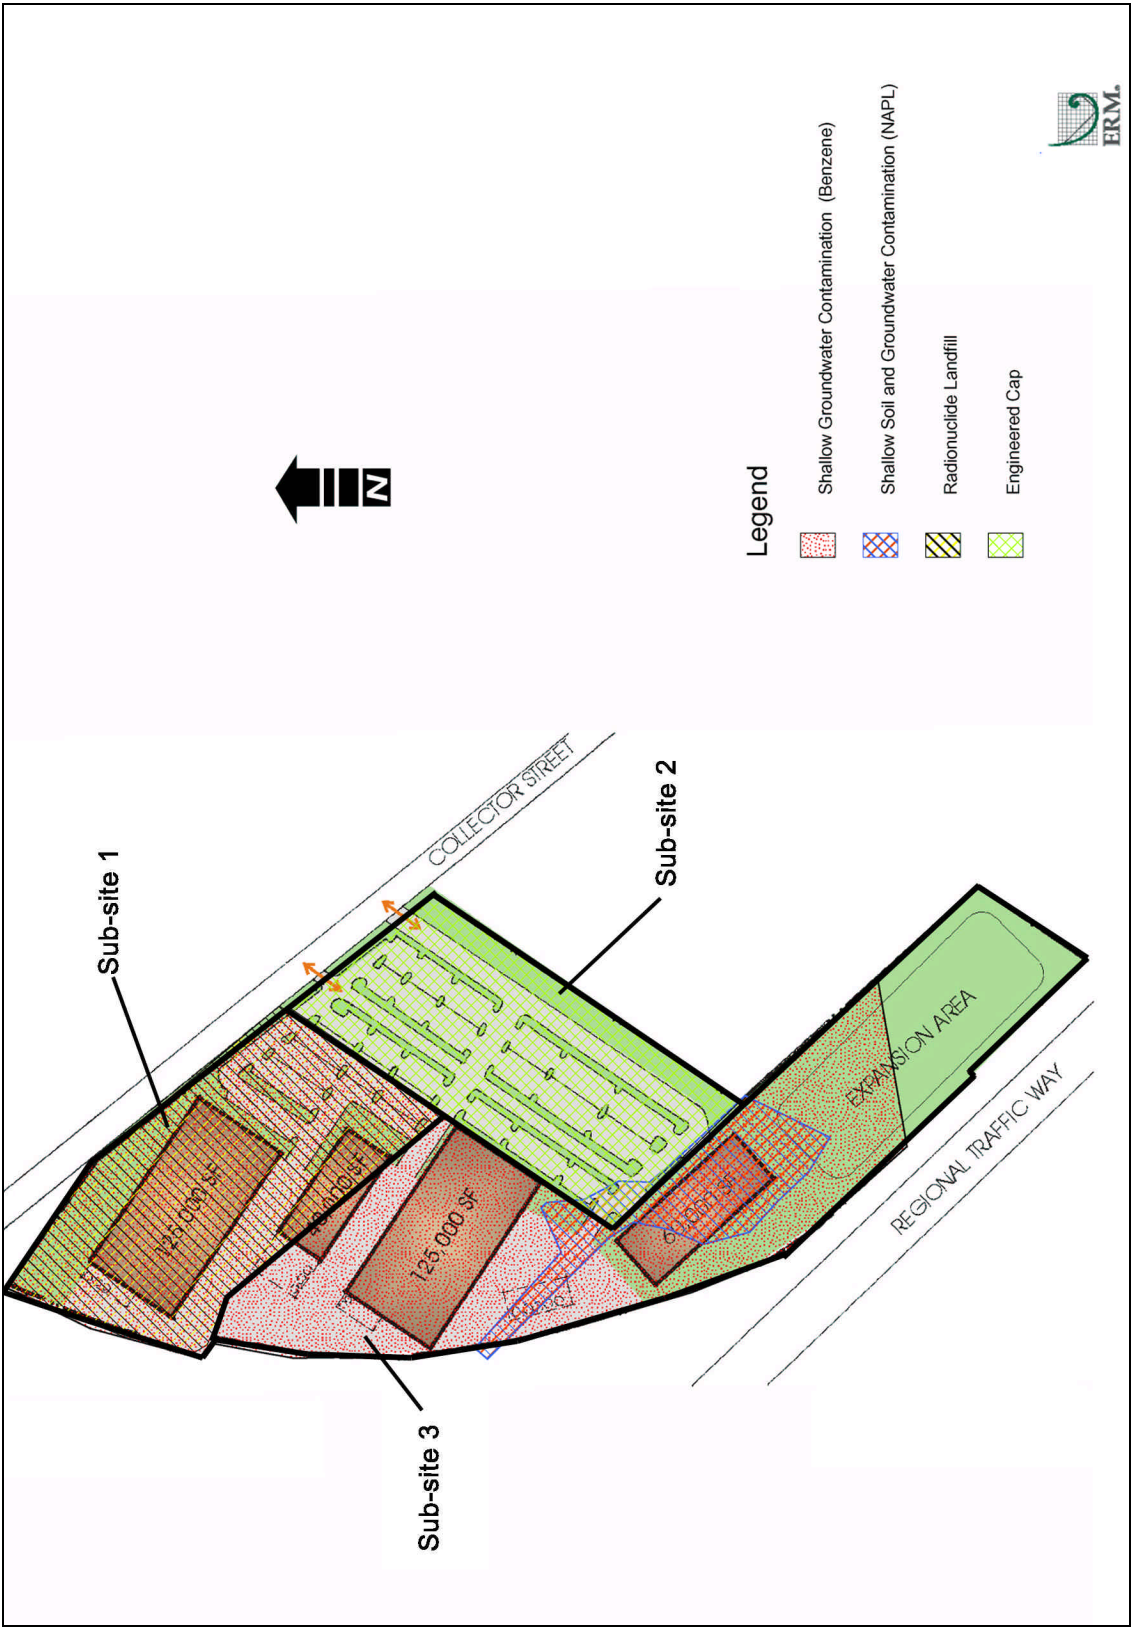 Sub-site 1
Sub-site 2
Sub-site 3
COLLECTOR STREET
REGIONAL TRAFFIC WAY
EXPANSION AREA
125,000 SF
125,000 SF
N
Legend
Shallow Groundwater Contamination (Benzene)
Shallow Soil and Groundwater Contamination (NAPL)
Radionuclide Landfill
Engineered Cap
ERM.